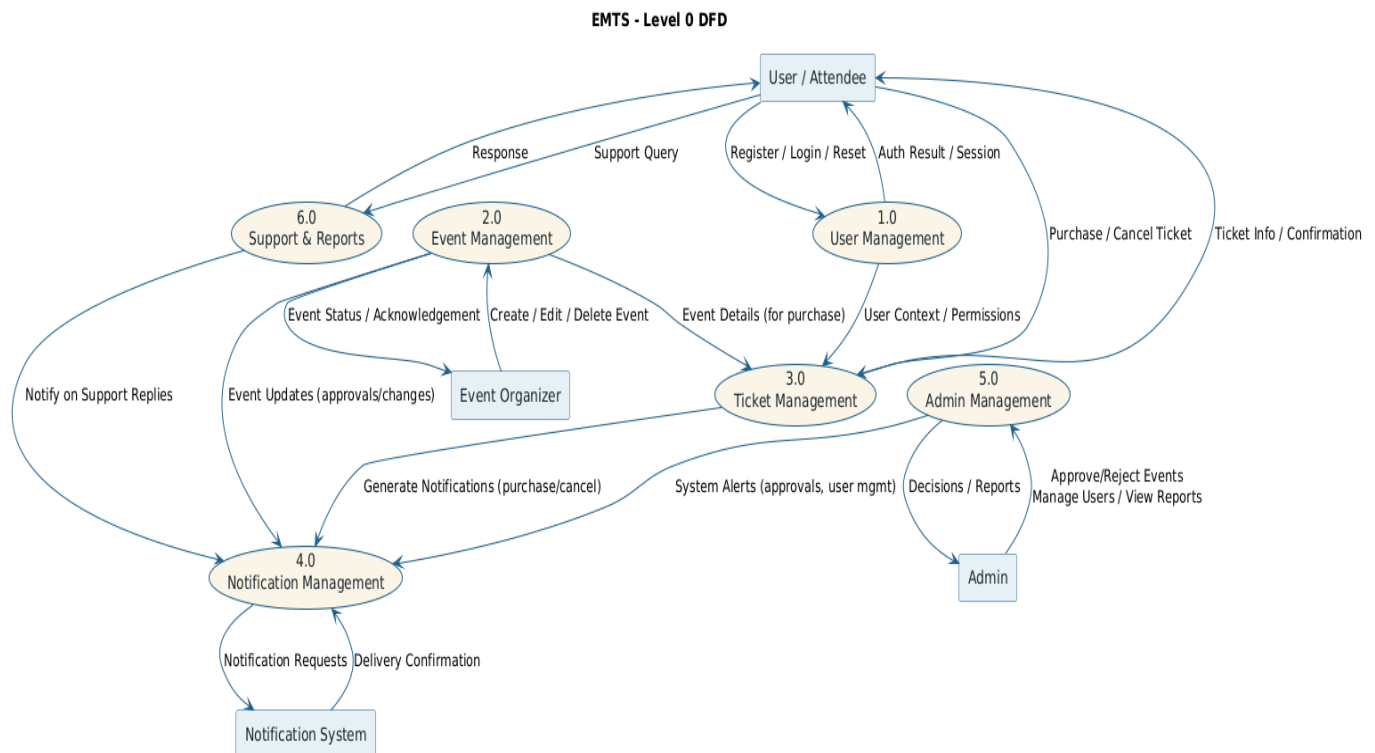 EMTS - Level 0 DFD
User / Attendee
Response
Support Query
Register / Login / Reset
Auth Result / Session
6.0
Support & Reports
2.0
Event Management
1.0
User Management
Purchase / Cancel Ticket
Ticket Info / Confirmation
Event Status / Acknowledgement
Create / Edit / Delete Event
Event Details (for purchase)
User Context / Permissions
Notify on Support Replies
Event Updates (approvals/changes)
Event Organizer
3.0
Ticket Management
5.0
Admin Management
Generate Notifications (purchase/cancel)
System Alerts (approvals, user mgmt)
Decisions / Reports
Approve/Reject Events
Manage Users / View Reports
4.0
Notification Management
Admin
Notification Requests
Delivery Confirmation
Notification System